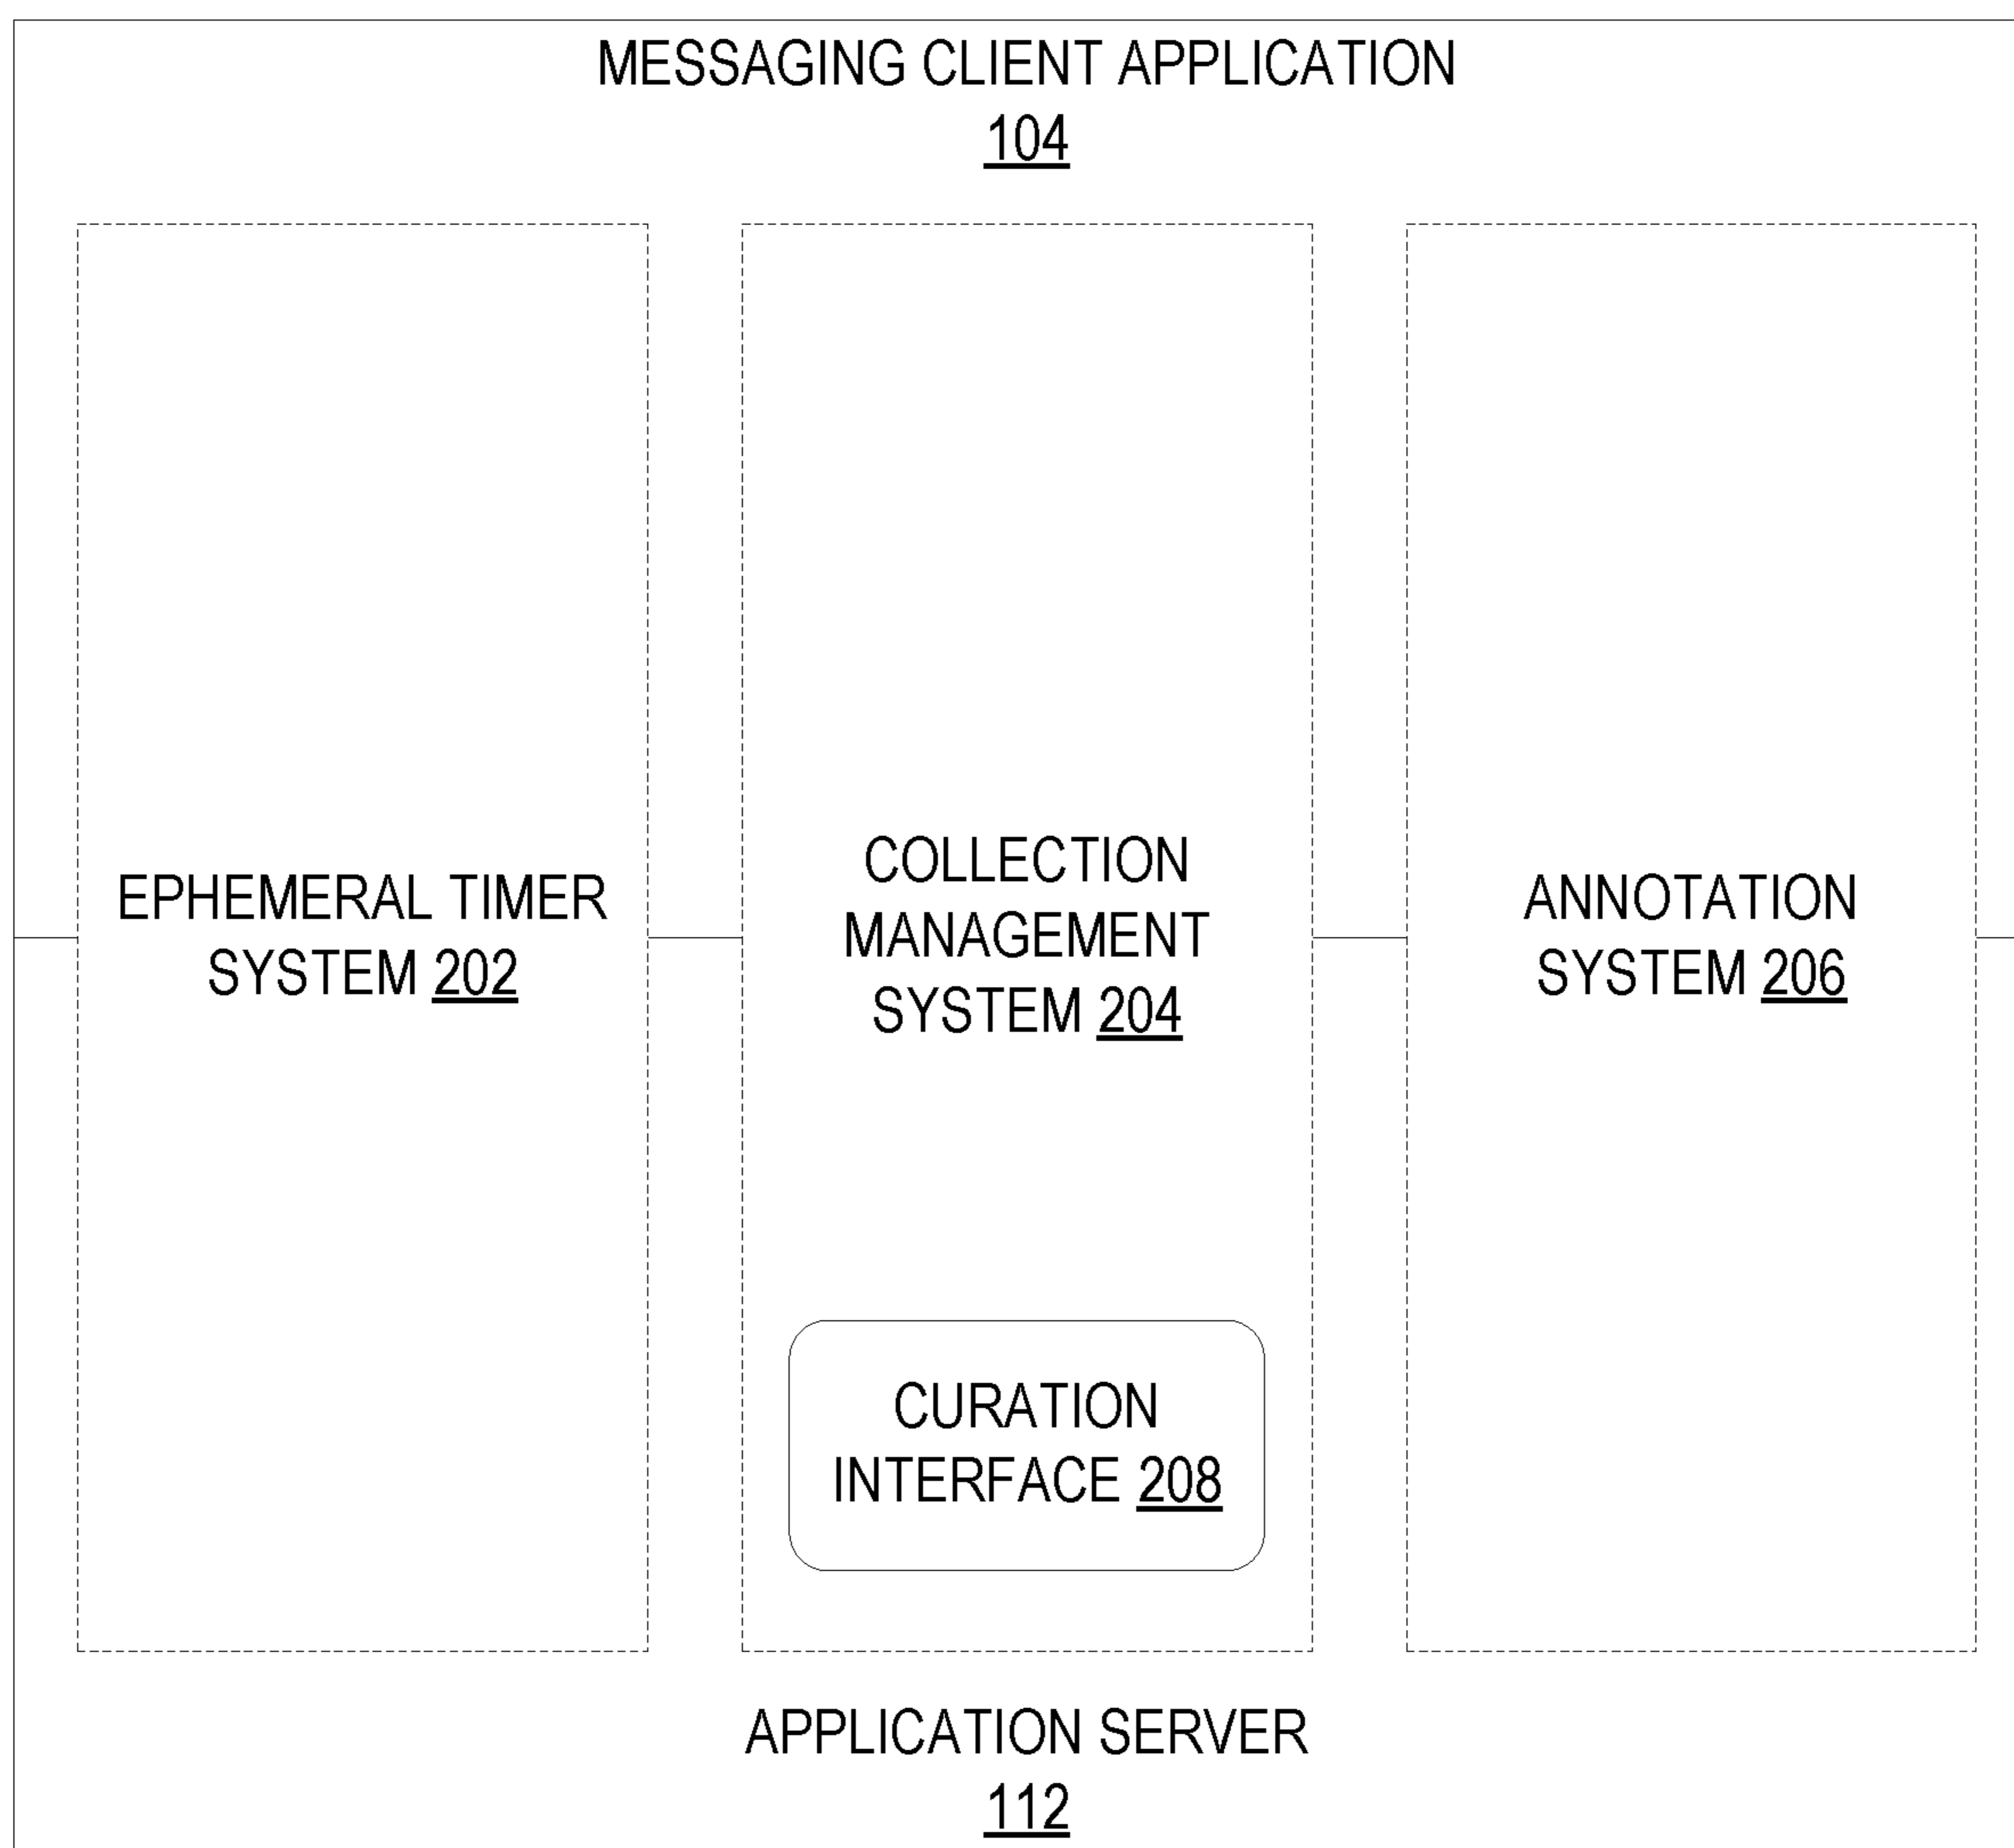 MESSAGING CLIENT APPLICATION
104
EPHEMERAL TIMER
SYSTEM 202
COLLECTION
MANAGEMENT
SYSTEM 204
ANNOTATION
SYSTEM 206
CURATION
INTERFACE 208
APPLICATION SERVER
112